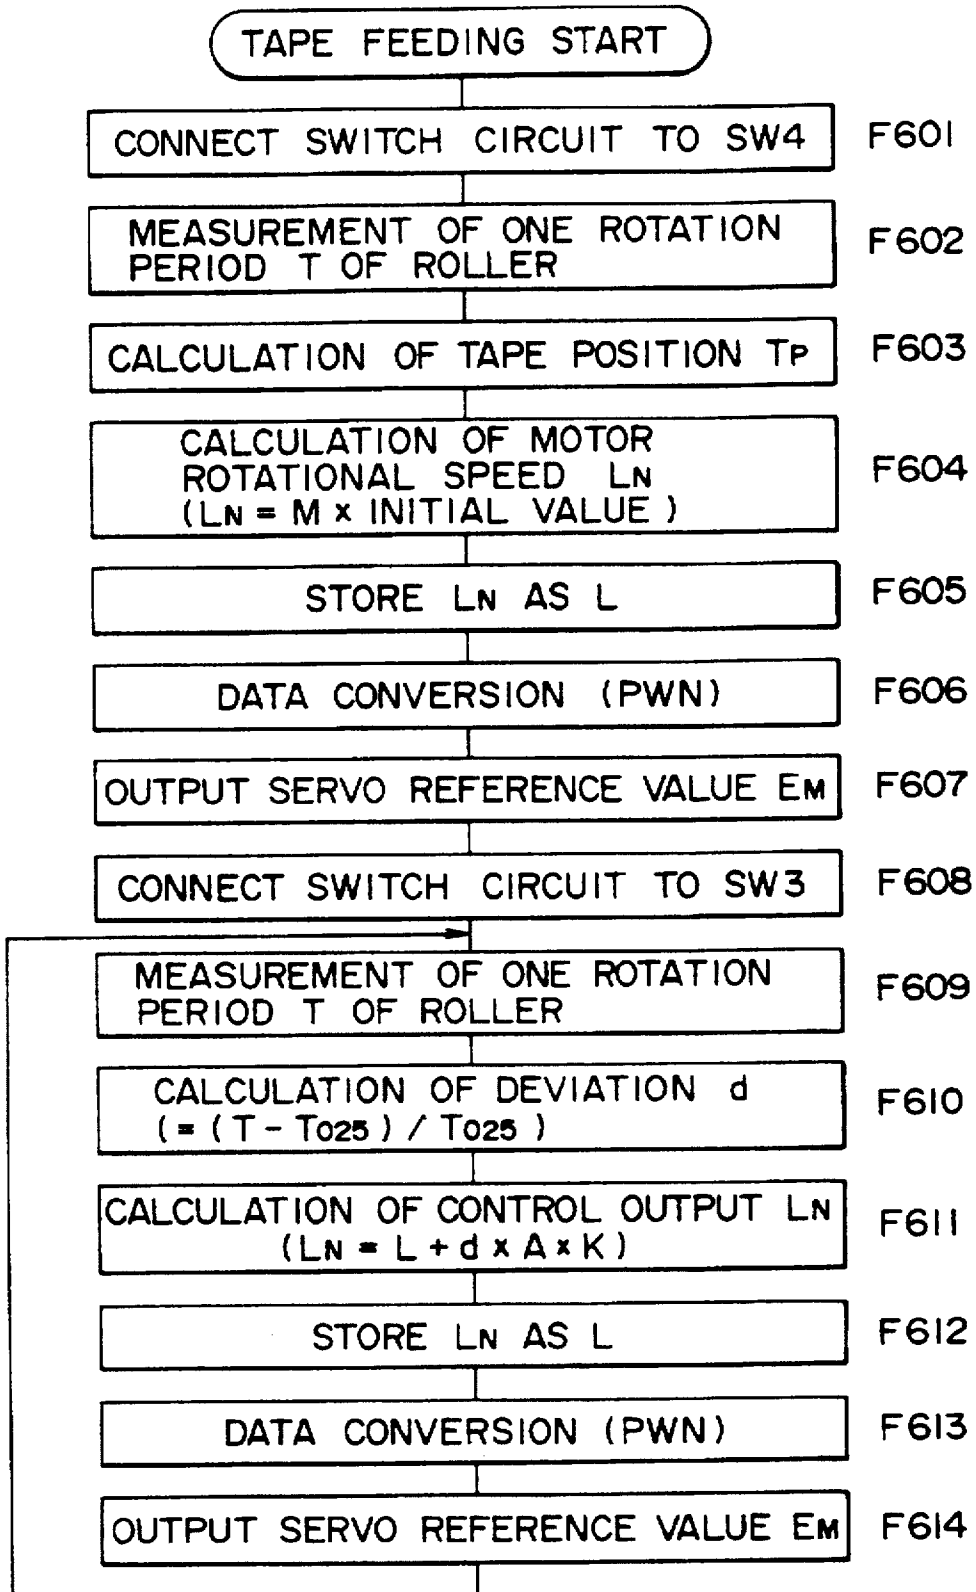 TAPE FEEDING START
CONNECT SWITCH CIRCUIT TO SW4 F601
MEASUREMENT OF ONE ROTATION
PERIOD T OF ROLLER
F602
CALCULATION OF TAPE POSITION TP F603
CALCULATION OF MOTOR
ROTATIONAL SPEED LN
(LN = M × INITIAL VALUE)
F604
STORE LN AS L F605
DATA CONVERSION (PWN) F606
OUTPUT SERVO REFERENCE VALUE EM F607
CONNECT SWITCH CIRCUIT TO SW3 F608
MEASUREMENT OF ONE ROTATION
PERIOD T OF ROLLER
F609
CALCULATION OF DEVIATION d
(= (T - T025) / T025)
F610
CALCULATION OF CONTROL OUTPUT LN
(LN = L + d × A × K)
F611
STORE LN AS L F612
DATA CONVERSION (PWN) F613
OUTPUT SERVO REFERENCE VALUE EM F614